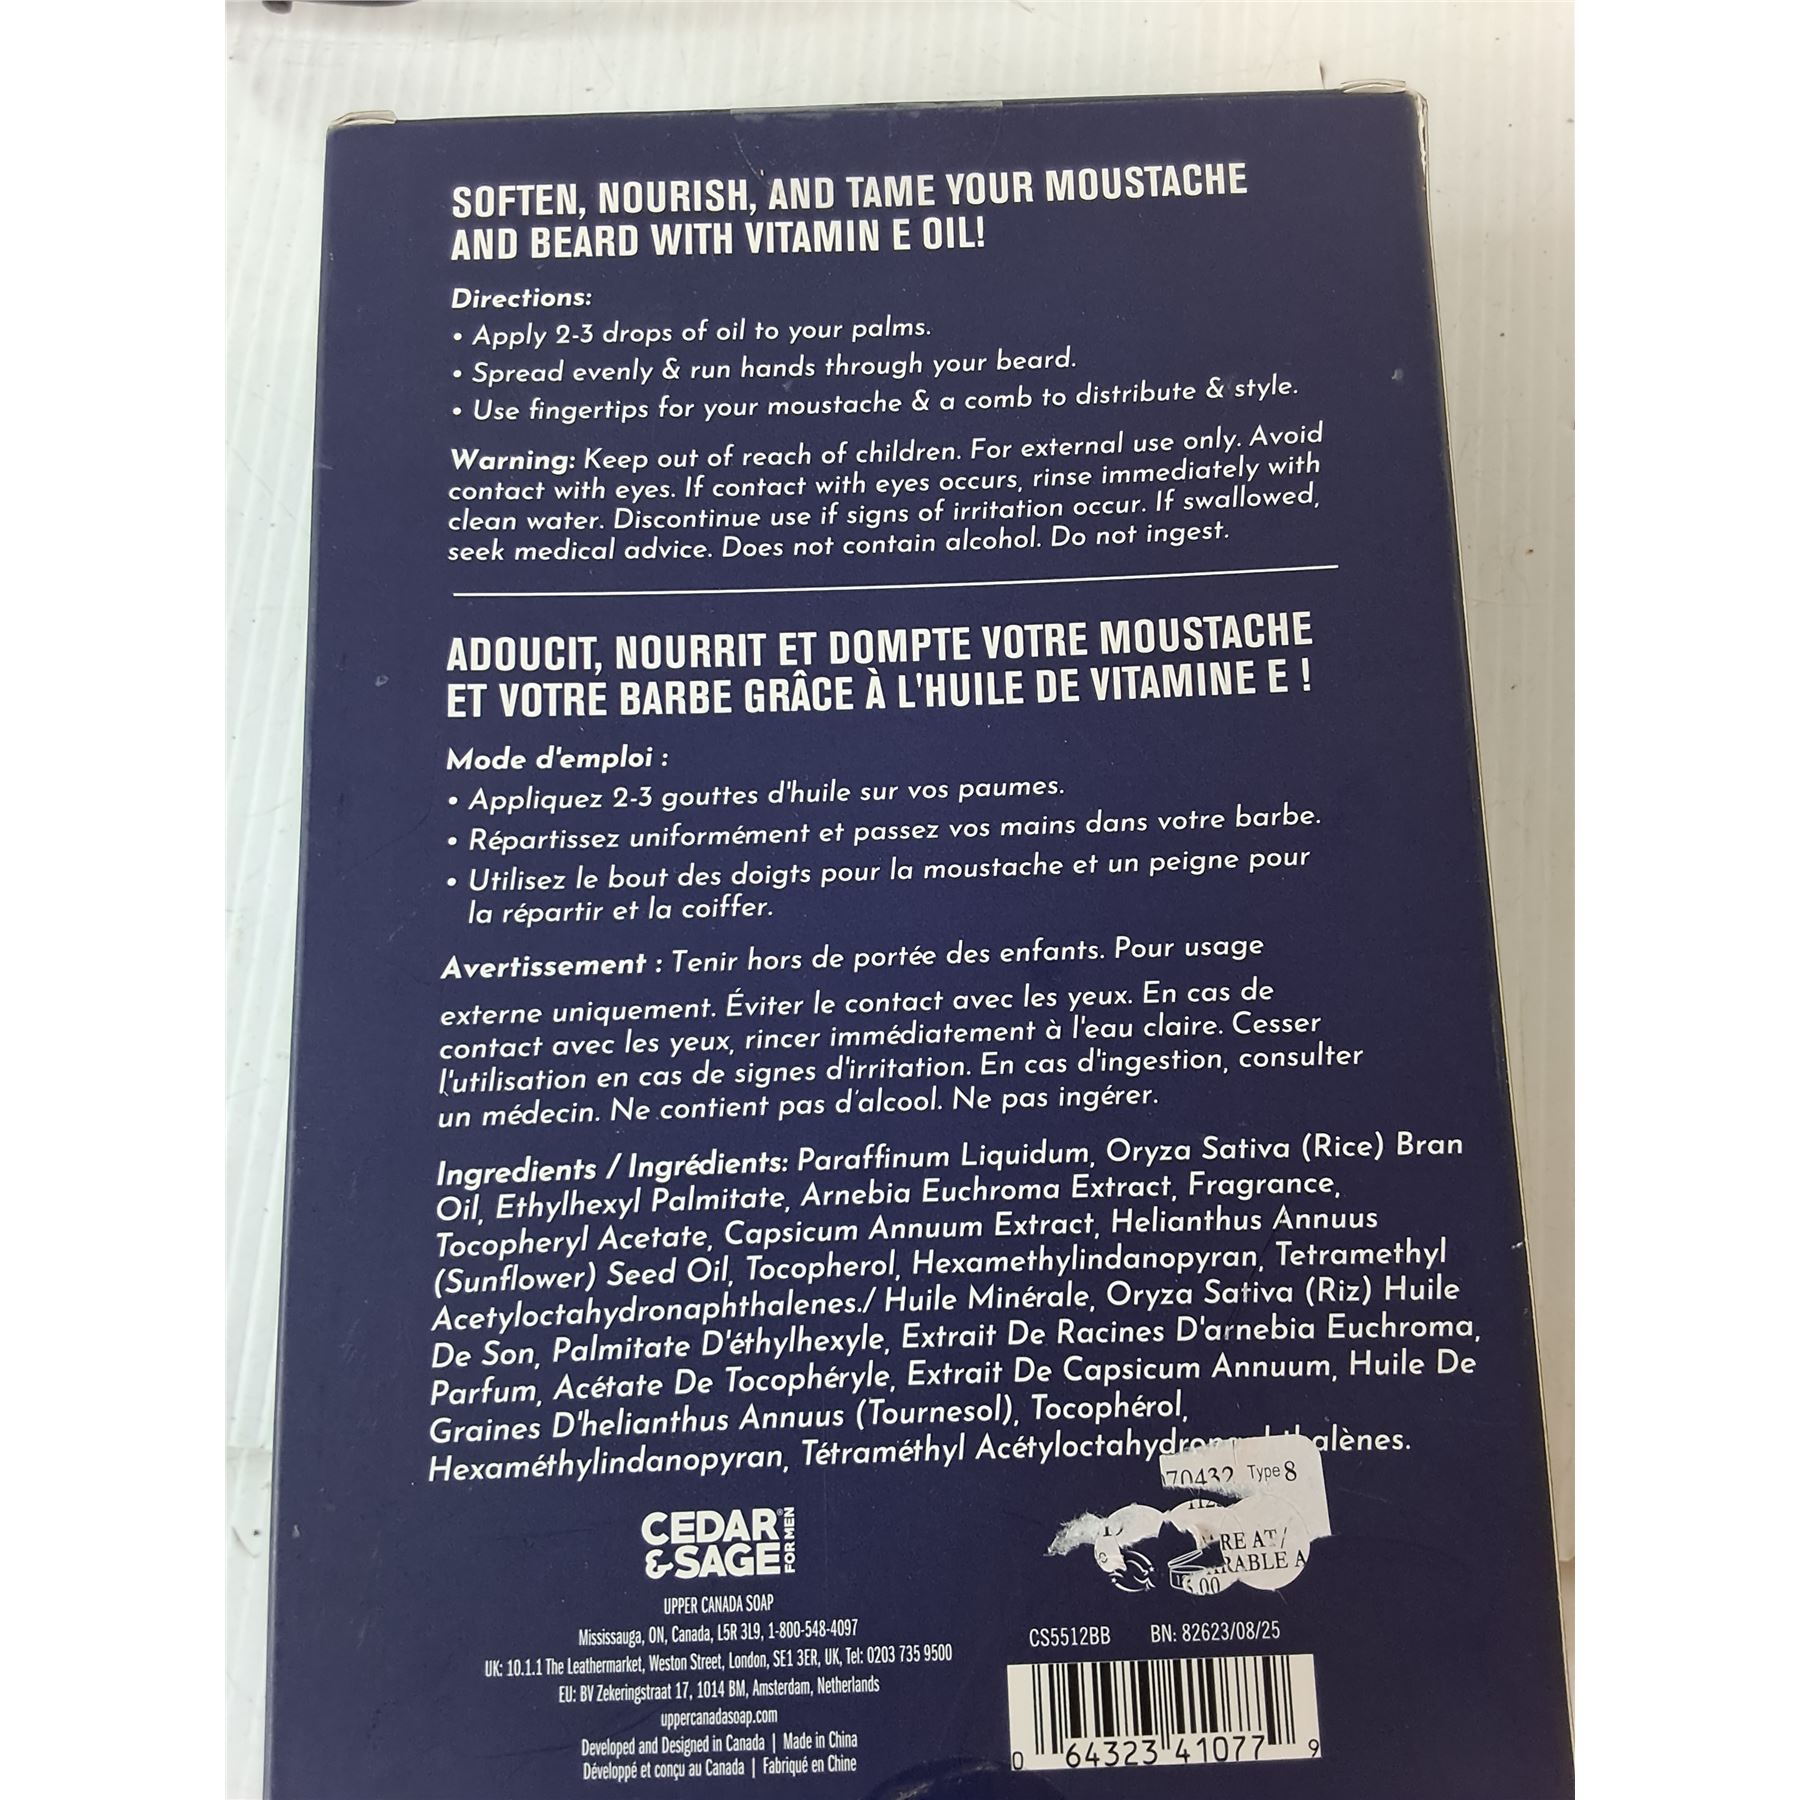 SOFTEN, NOURISH, AND TAME YOUR MOUSTACHE
AND BEARD WITH VITAMIN E OIL!
Directions:
• Apply 2-3 drops of oil to your palms.
• Spread evenly & run hands through your beard.
• Use fingertips for your moustache & a comb to distribute & style.
Warning: Keep out of reach of children. For external use only. Avoid
contact with eyes. If contact with eyes occurs, rinse immediately with
clean water. Discontinue use if signs of irritation occur. If swallowed,
seek medical advice. Does not contain alcohol. Do not ingest.
ADOUCIT, NOURRIT ET DOMPTE VOTRE MOUSTACHE
ET VOTRE BARBE GRÂCE À L'HUILE DE VITAMINE E !
Mode d'emploi :
• Appliquez 2-3 gouttes d'huile sur vos paumes.
• Répartissez uniformément et passez vos mains dans votre barbe.
• Utilisez le bout des doigts pour la moustache et un peigne pour
la répartir et la coiffer.
Avertissement : Tenir hors de portée des enfants. Pour usage
externe uniquement. Éviter le contact avec les yeux. En cas de
contact avec les yeux, rincer immédiatement à l'eau claire. Cesser
l'utilisation en cas de signes d'irritation. En cas d'ingestion, consulter
un médecin. Ne contient pas d'alcool. Ne pas ingérer.
Ingredients / Ingrédients: Paraffinum Liquidum, Oryza Sativa (Rice) Bran
Oil, Ethylhexyl Palmitate, Arnebia Euchroma Extract, Fragrance,
Tocopheryl Acetate, Capsicum Annuum Extract, Helianthus Annuus
(Sunflower) Seed Oil, Tocopherol, Hexamethylindanopyran, Tetramethyl
Acetyloctahydronaphthalenes./ Huile Minérale, Oryza Sativa (Riz) Huile
De Son, Palmitate D'éthylhexyle, Extrait De Racines D'arnebia Euchroma,
Parfum, Acétate De Tocophéryle, Extrait De Capsicum Annuum, Huile De
Graines D'helianthus Annuus (Tournesol), Tocophérol,
Hexaméthylindanopyran, Tétraméthyl
70432 Type 8
RE AT/
RABLE A
CEDAR
&SAGE
FOR MEN
UPPER CANADA SOAP
Mississauga, ON, Canada, L5R 3L9, 1-800-548-4097
UK: 10.1.1 The Leathermarket, Weston Street, London, SE1 3ER, UK, Tel: 0203 735 9500
EU: BV Zekeringstraat 17, 1014 BM, Amsterdam, Netherlands
uppercanadasoap.com
Developed and Designed in Canada | Made in China
Développé et conçu au Canada | Fabriqué en Chine
CS5512BB BN: 82623/08/25
0 64323 41077 9